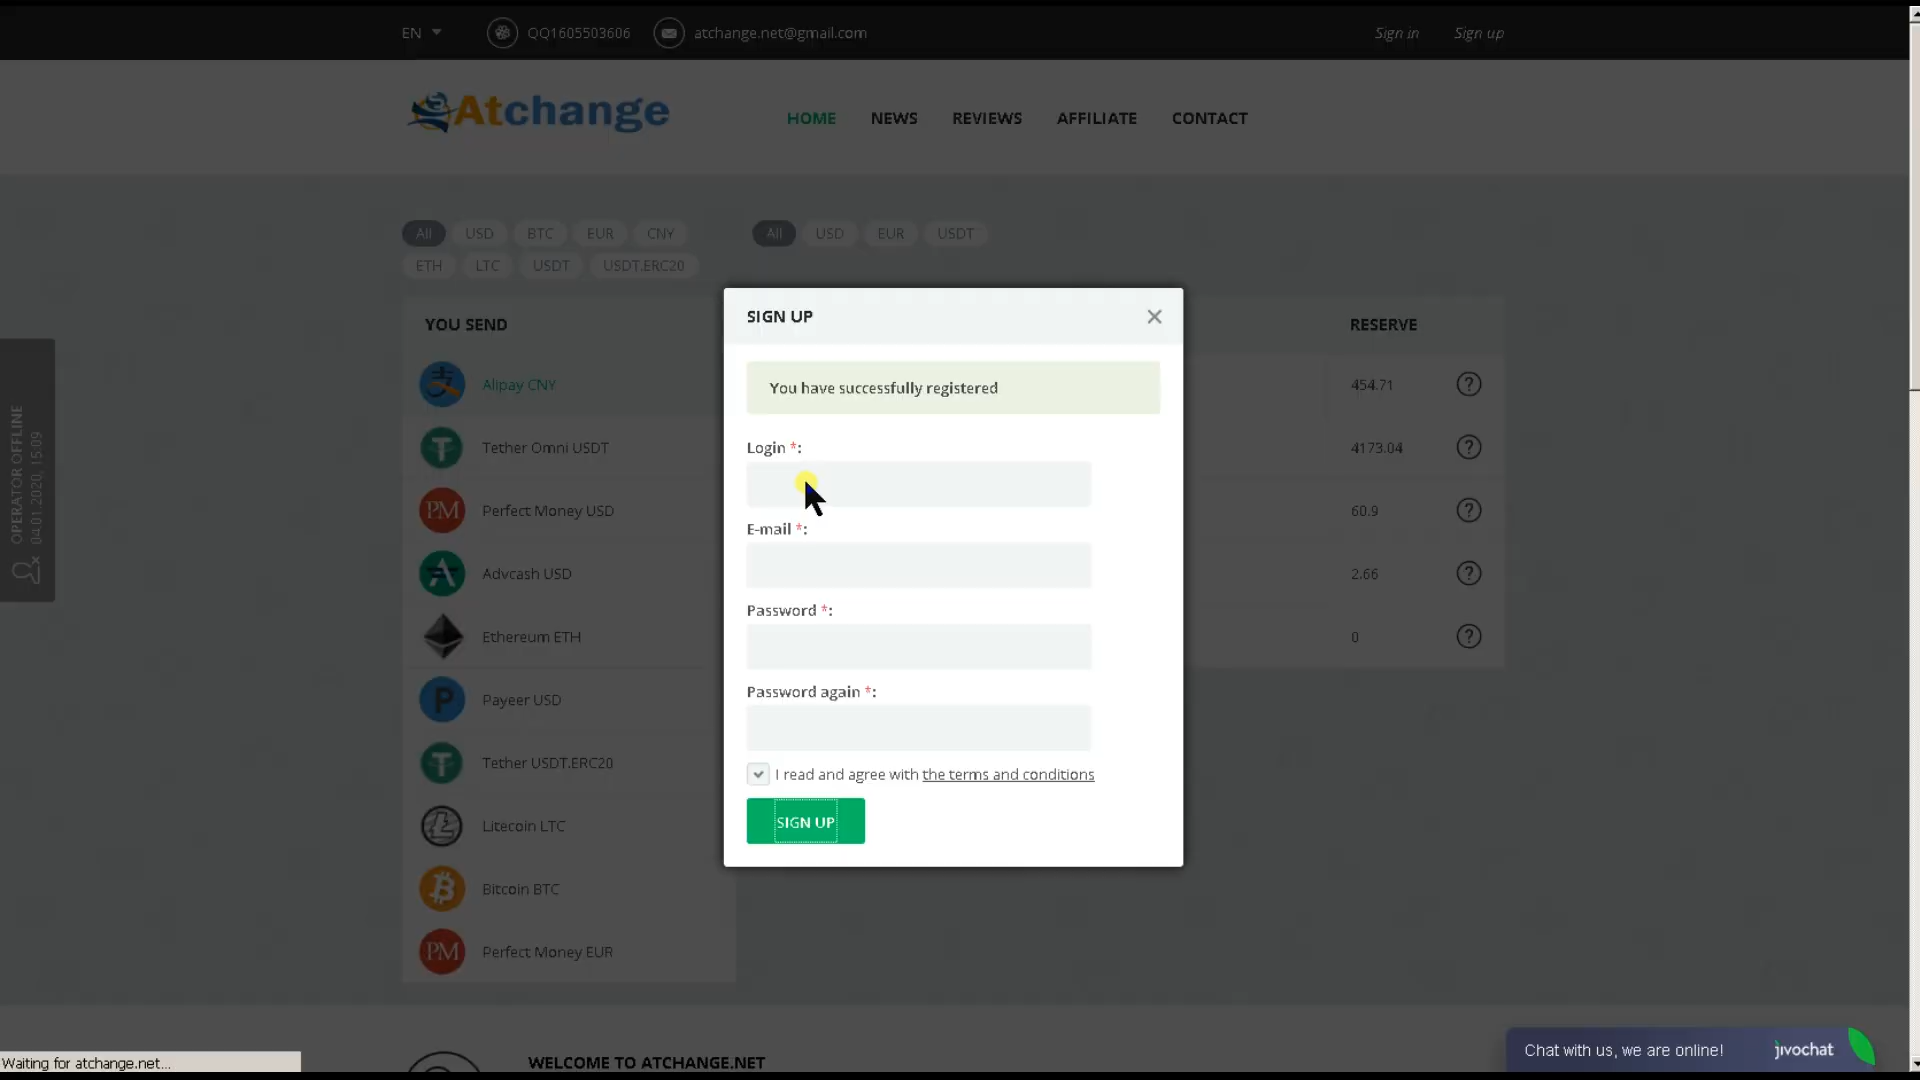 EN
QQ1605503606
atchange.net@gmail.com
Sign in
Sign up
Atchange
HOME
NEWS
REVIEWS
AFFILIATE
CONTACT
All
USD
BTC
EUR
CNY
ETH
LTC
USDT
USDT.ERC20
All
USD
EUR
USDT
YOU SEND
RESERVE
Alipay CNY
454.71
Tether Omni USDT
4173.04
PM
Perfect Money USD
60.9
Advcash USD
2.66
Ethereum ETH
0
Payeer USD
Tether USDT.ERC20
Litecoin LTC
Bitcoin BTC
PM
Perfect Money EUR
OPERATOR OFFLINE
04.01.2020, 15:09
SIGN UP
You have successfully registered
Login *:
E-mail *:
Password *:
Password again *:
I read and agree with the terms and conditions
SIGN UP
WELCOME TO ATCHANGE.NET
Waiting for atchange.net...
Chat with us, we are online!
jivochat